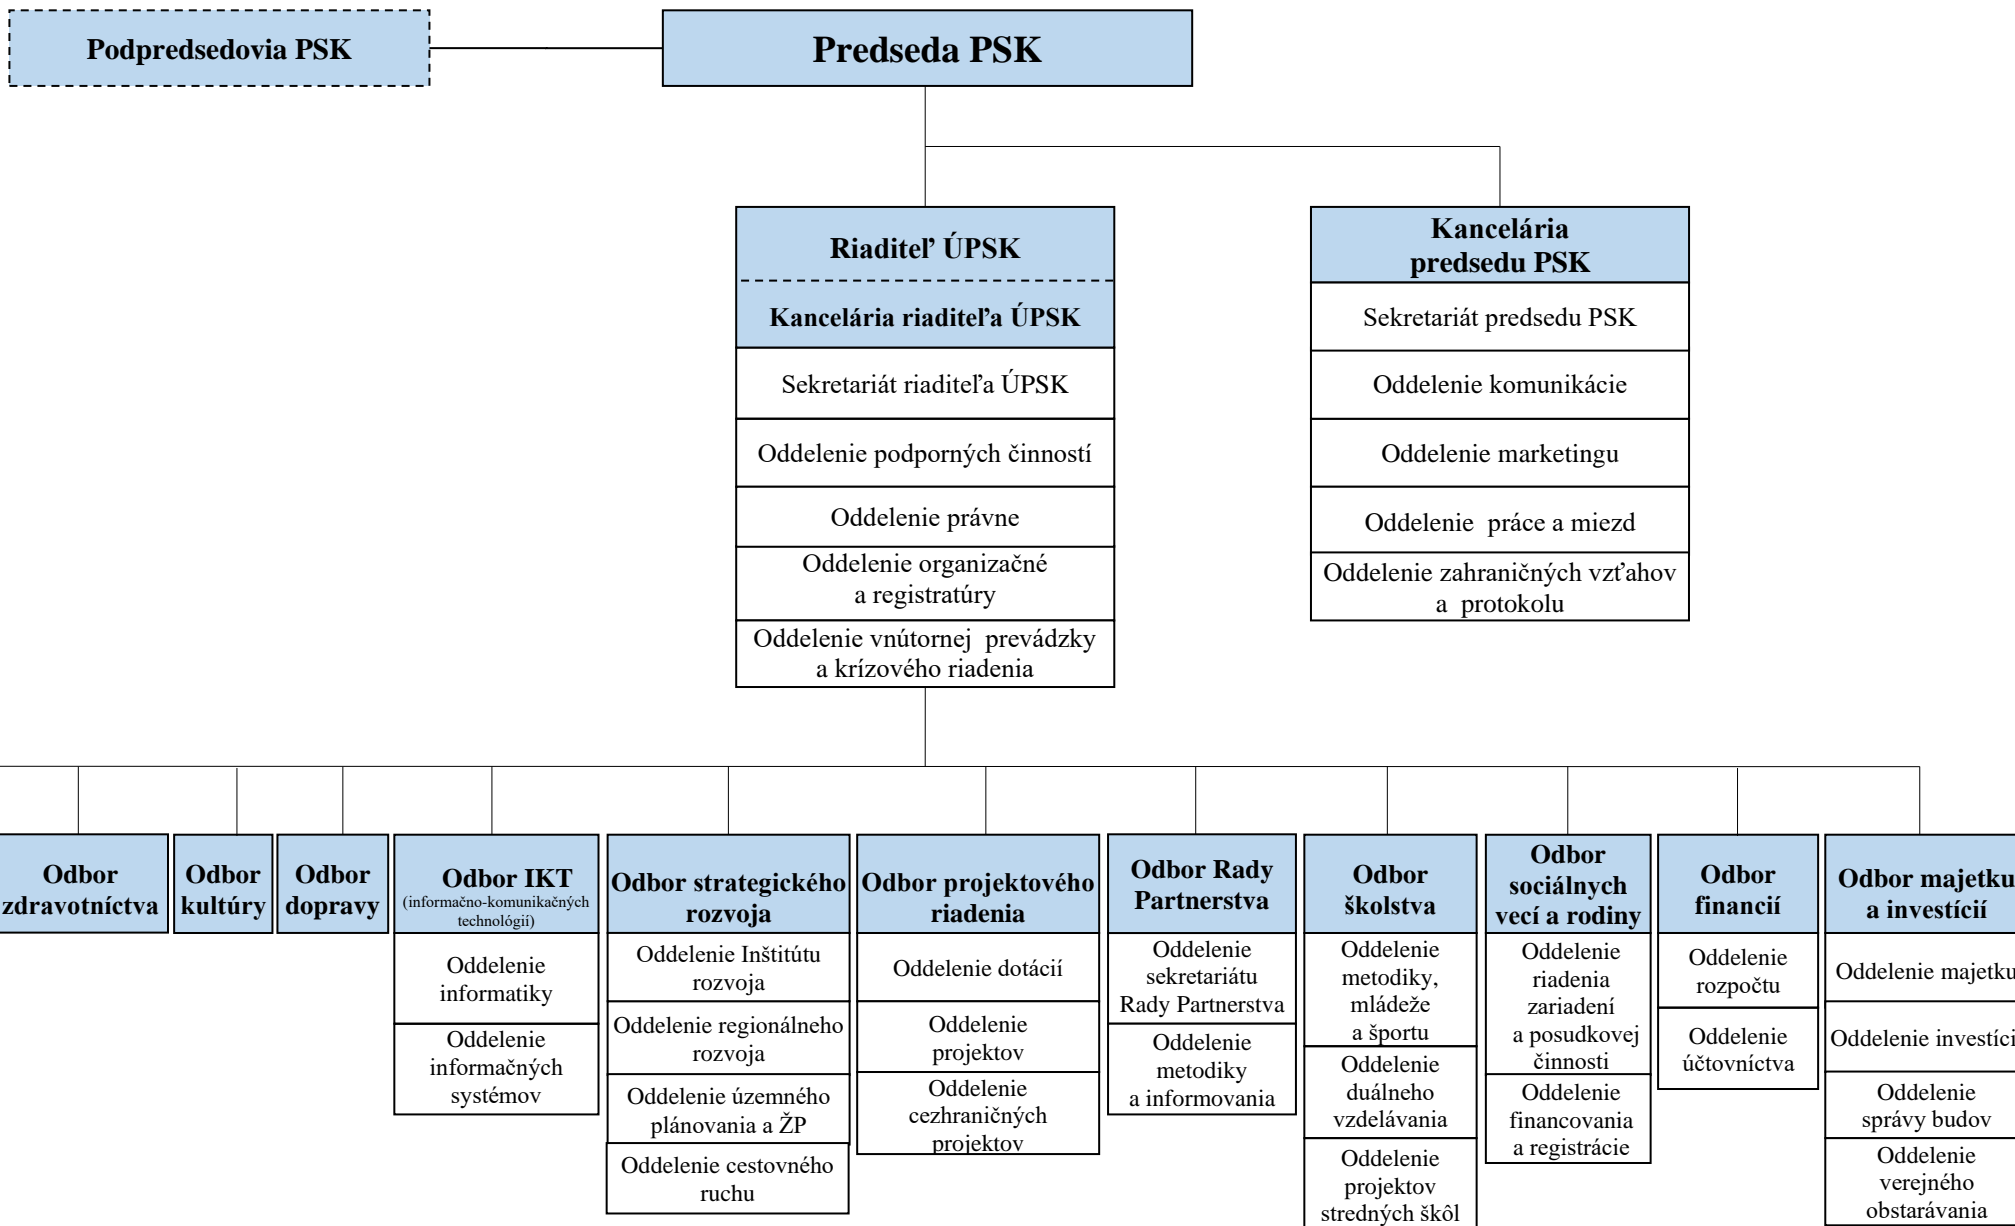 Podpredsedovia PSK
Predseda PSK
Riaditeľ ÚPSK
Kancelária riaditeľa ÚPSK
Sekretariát riaditeľa ÚPSK
Oddelenie podporných činností
Oddelenie právne
Oddelenie organizačné
a registratúry
Oddelenie vnútornej prevádzky
a krízového riadenia
Kancelária
predsedu PSK
Sekretariát predsedu PSK
Oddelenie komunikácie
Oddelenie marketingu
Oddelenie práce a miezd
Oddelenie zahraničných vzťahov
a protokolu
Odbor
zdravotníctva
Odbor
kultúry
Odbor
dopravy
Odbor IKT
(informačno-komunikačných
technológií)
Oddelenie
informatiky
Oddelenie
informačných
systémov
Odbor strategického
rozvoja
Oddelenie Inštitútu
rozvoja
Oddelenie regionálneho
rozvoja
Oddelenie územného
plánovania a ŽP
Oddelenie cestovného
ruchu
Odbor projektového
riadenia
Oddelenie dotácií
Oddelenie
projektov
Oddelenie
cezhraničných
projektov
Odbor Rady
Partnerstva
Oddelenie
sekretariátu
Rady Partnerstva
Oddelenie
metodiky
a informovania
Odbor
školstva
Oddelenie
metodiky,
mládeže
a športu
Oddelenie
duálneho
vzdelávania
Oddelenie
projektov
stredných škôl
Odbor
sociálnych
vecí a rodiny
Oddelenie
riadenia
zariadení
a posudkovej
činnosti
Oddelenie
financovania
a registrácie
Odbor
financií
Oddelenie
rozpočtu
Oddelenie
účtovníctva
Odbor majetku
a investícií
Oddelenie majetku
Oddelenie investícií
Oddelenie
správy budov
Oddelenie
verejného
obstarávania